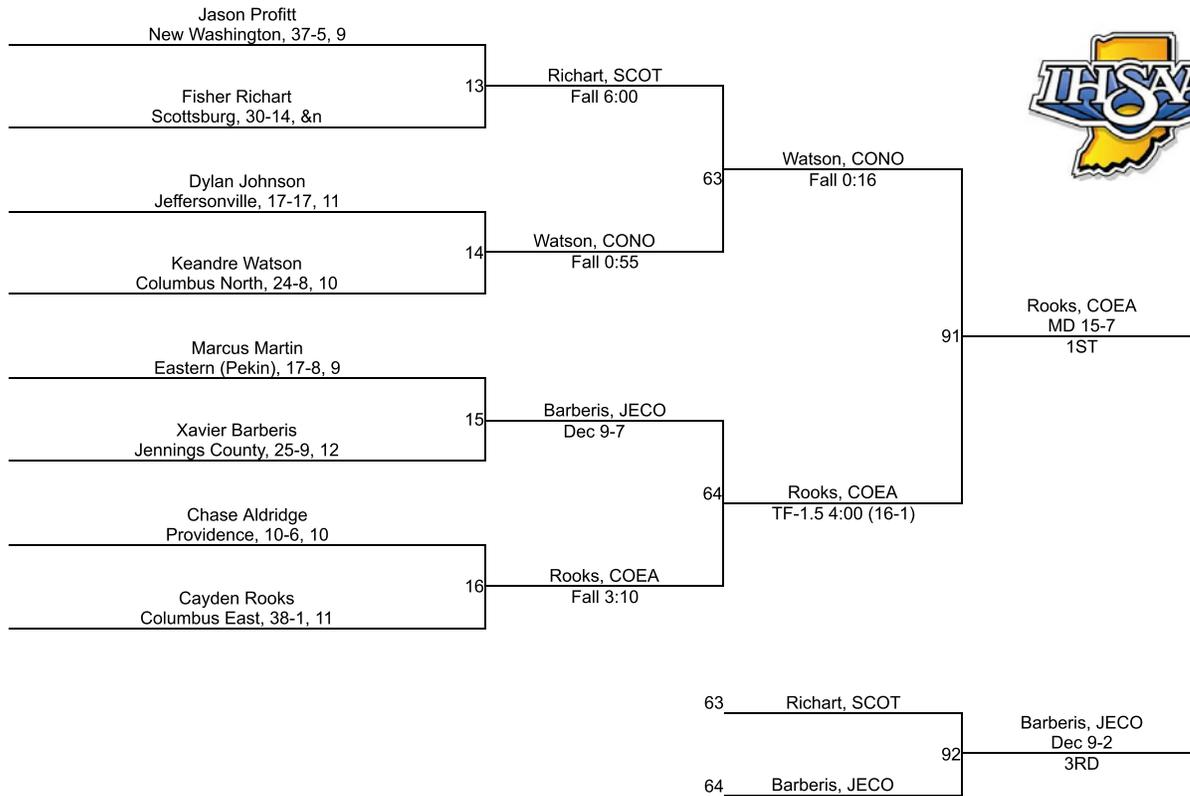 Jason Profitt
New Washington, 37-5, 9
Fisher Richart
Scottsburg, 30-14, &n
13
Richart, SCOT
Fall 6:00
Dylan Johnson
Jeffersonville, 17-17, 11
Keandre Watson
Columbus North, 24-8, 10
14
Watson, CONO
Fall 0:55
63
Watson, CONO
Fall 0:16
IHSAA
Marcus Martin
Eastern (Pekin), 17-8, 9
Xavier Barberis
Jennings County, 25-9, 12
15
Barberis, JECO
Dec 9-7
Chase Aldridge
Providence, 10-6, 10
Cayden Rooks
Columbus East, 38-1, 11
16
Rooks, COEA
Fall 3:10
64
Rooks, COEA
TF-1.5 4:00 (16-1)
91
Rooks, COEA
MD 15-7
1ST
63
Richart, SCOT
64
Barberis, JECO
92
Barberis, JECO
Dec 9-2
3RD